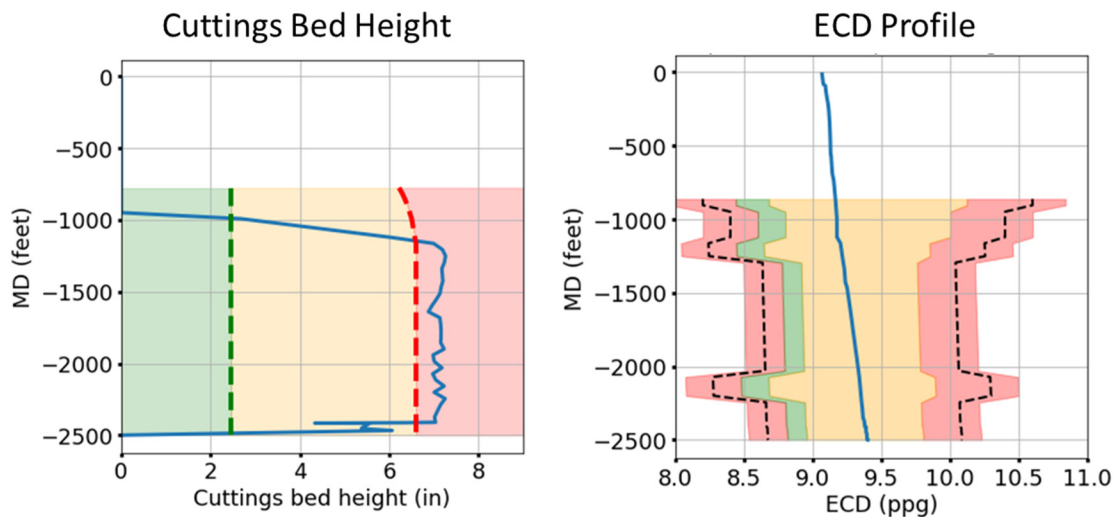 Cuttings Bed Height
0
−500
−1000
−1500
−2000
−2500
MD (feet)
0 2 4 6 8
Cuttings bed height (in)
ECD Profile
0
−500
−1000
−1500
−2000
−2500
MD (feet)
8.0 8.5 9.0 9.5 10.0 10.5 11.0
ECD (ppg)